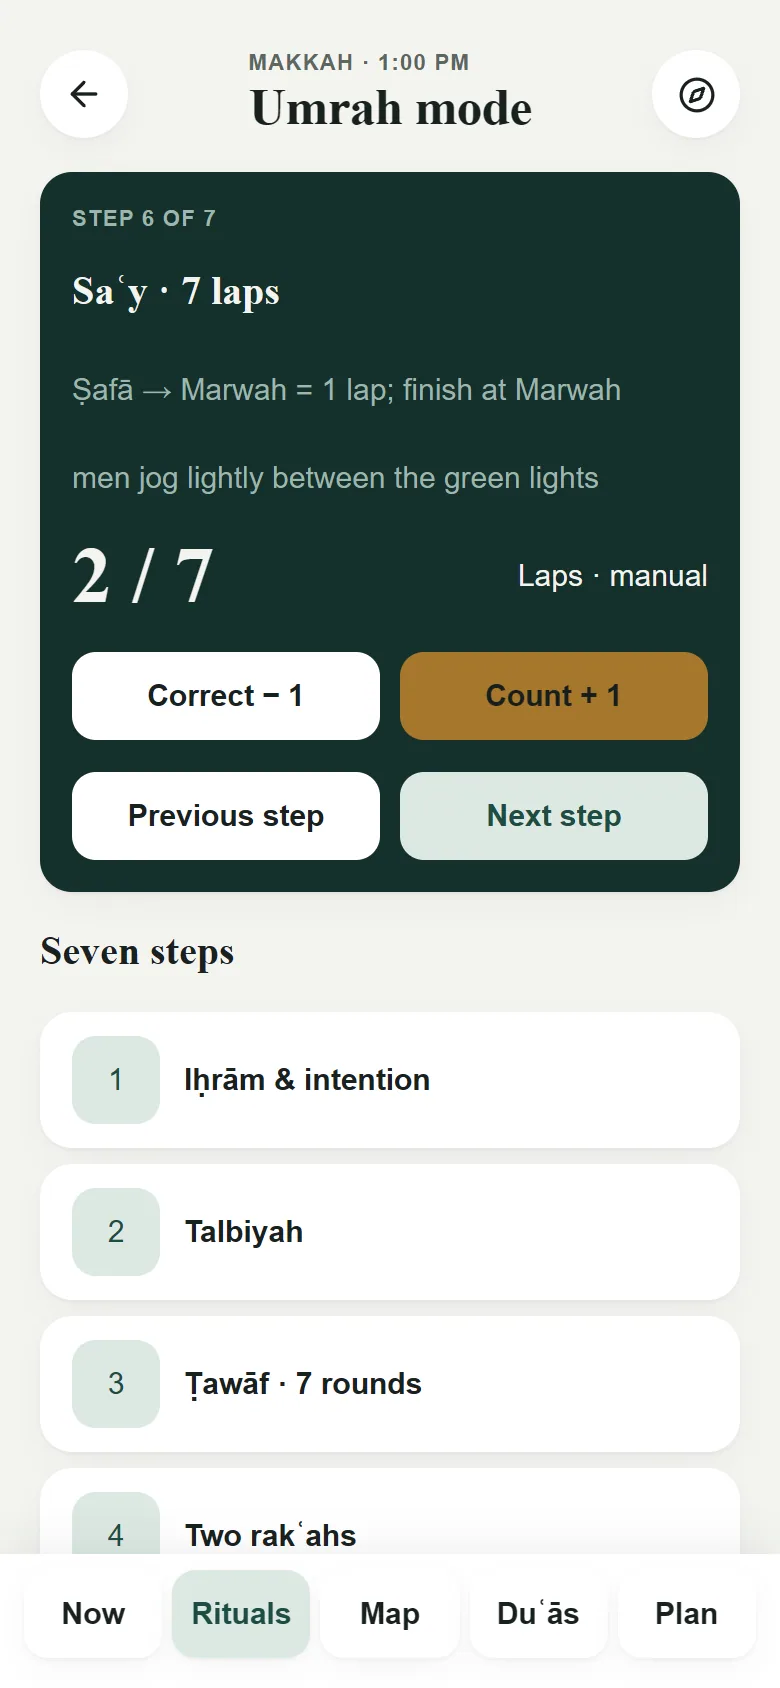 MAKKAH · 1:00 PM
Umrah mode
STEP 6 OF 7
Saʿy · 7 laps
Ṣafā → Marwah = 1 lap; finish at Marwah
men jog lightly between the green lights
2 / 7
Laps · manual
Correct − 1
Count + 1
Previous step
Next step
Seven steps
1
Iḥrām & intention
2
Talbiyah
3
Ṭawāf · 7 rounds
4
Two rakʿahs
Now
Rituals
Map
Duʿās
Plan